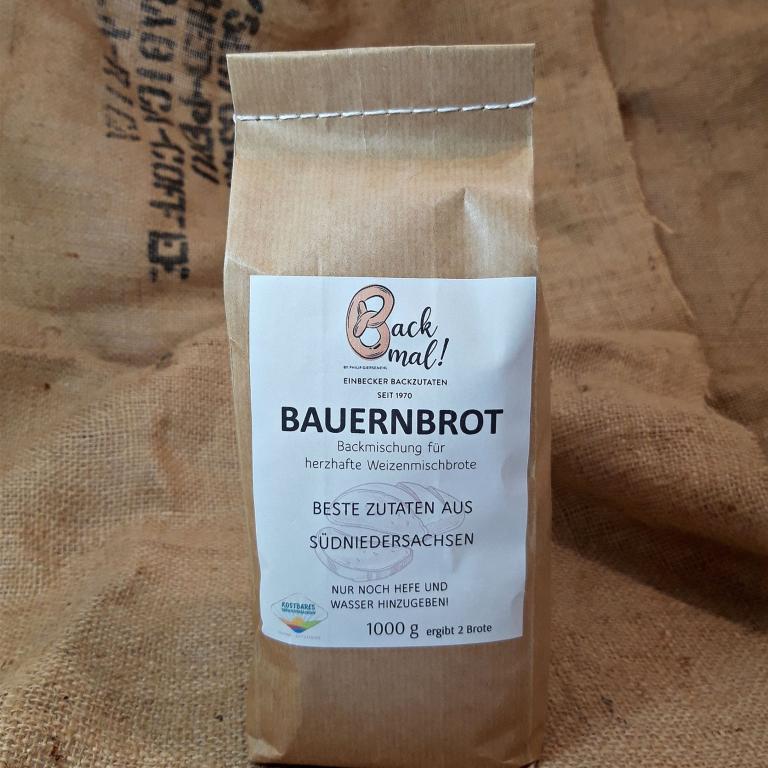 Back
mal!
EINBECKER BACKZUTATEN
SEIT 1970
BAUERNBROT
Backmischung für
herzhafte Weizenmischbrote
BESTE ZUTATEN AUS
SÜDNIEDERSACHSEN
NUR NOCH HEFE UND
WASSER HINZUGEBEN!
KOSTBARES
1000 g ergibt 2 Brote